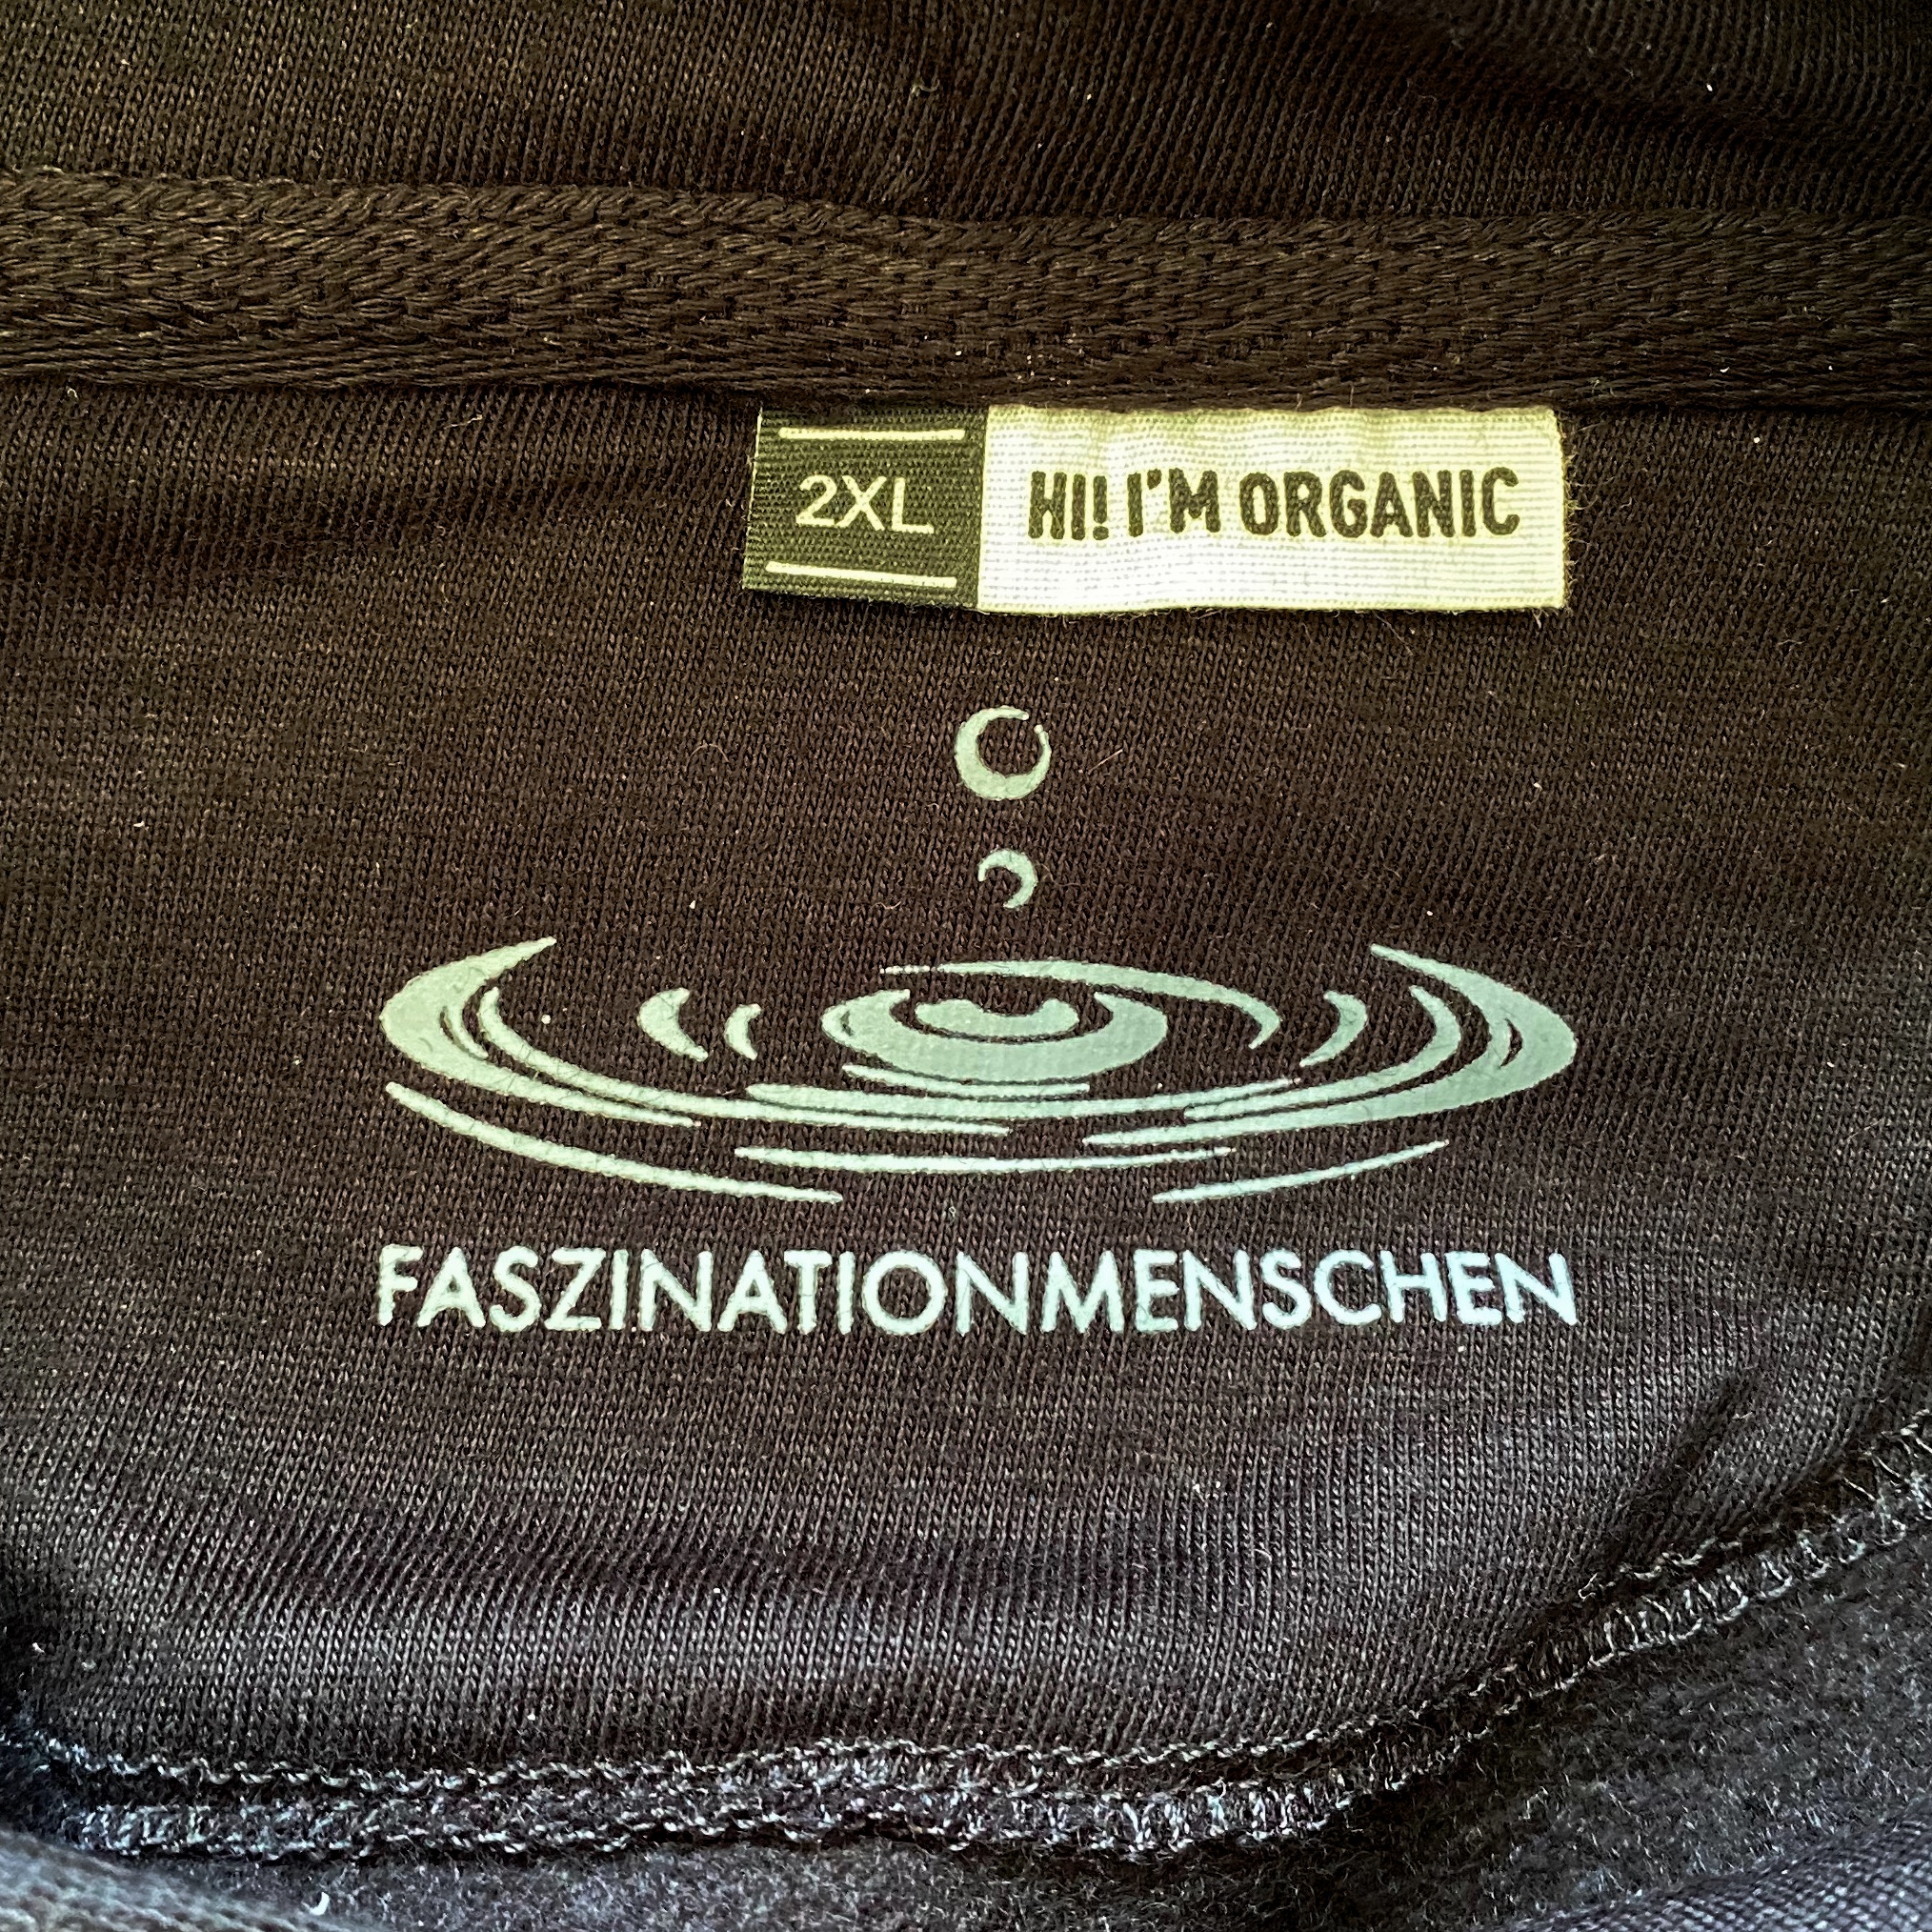 2XL HI! I'M ORGANIC
FASZINATIONMENSCHEN